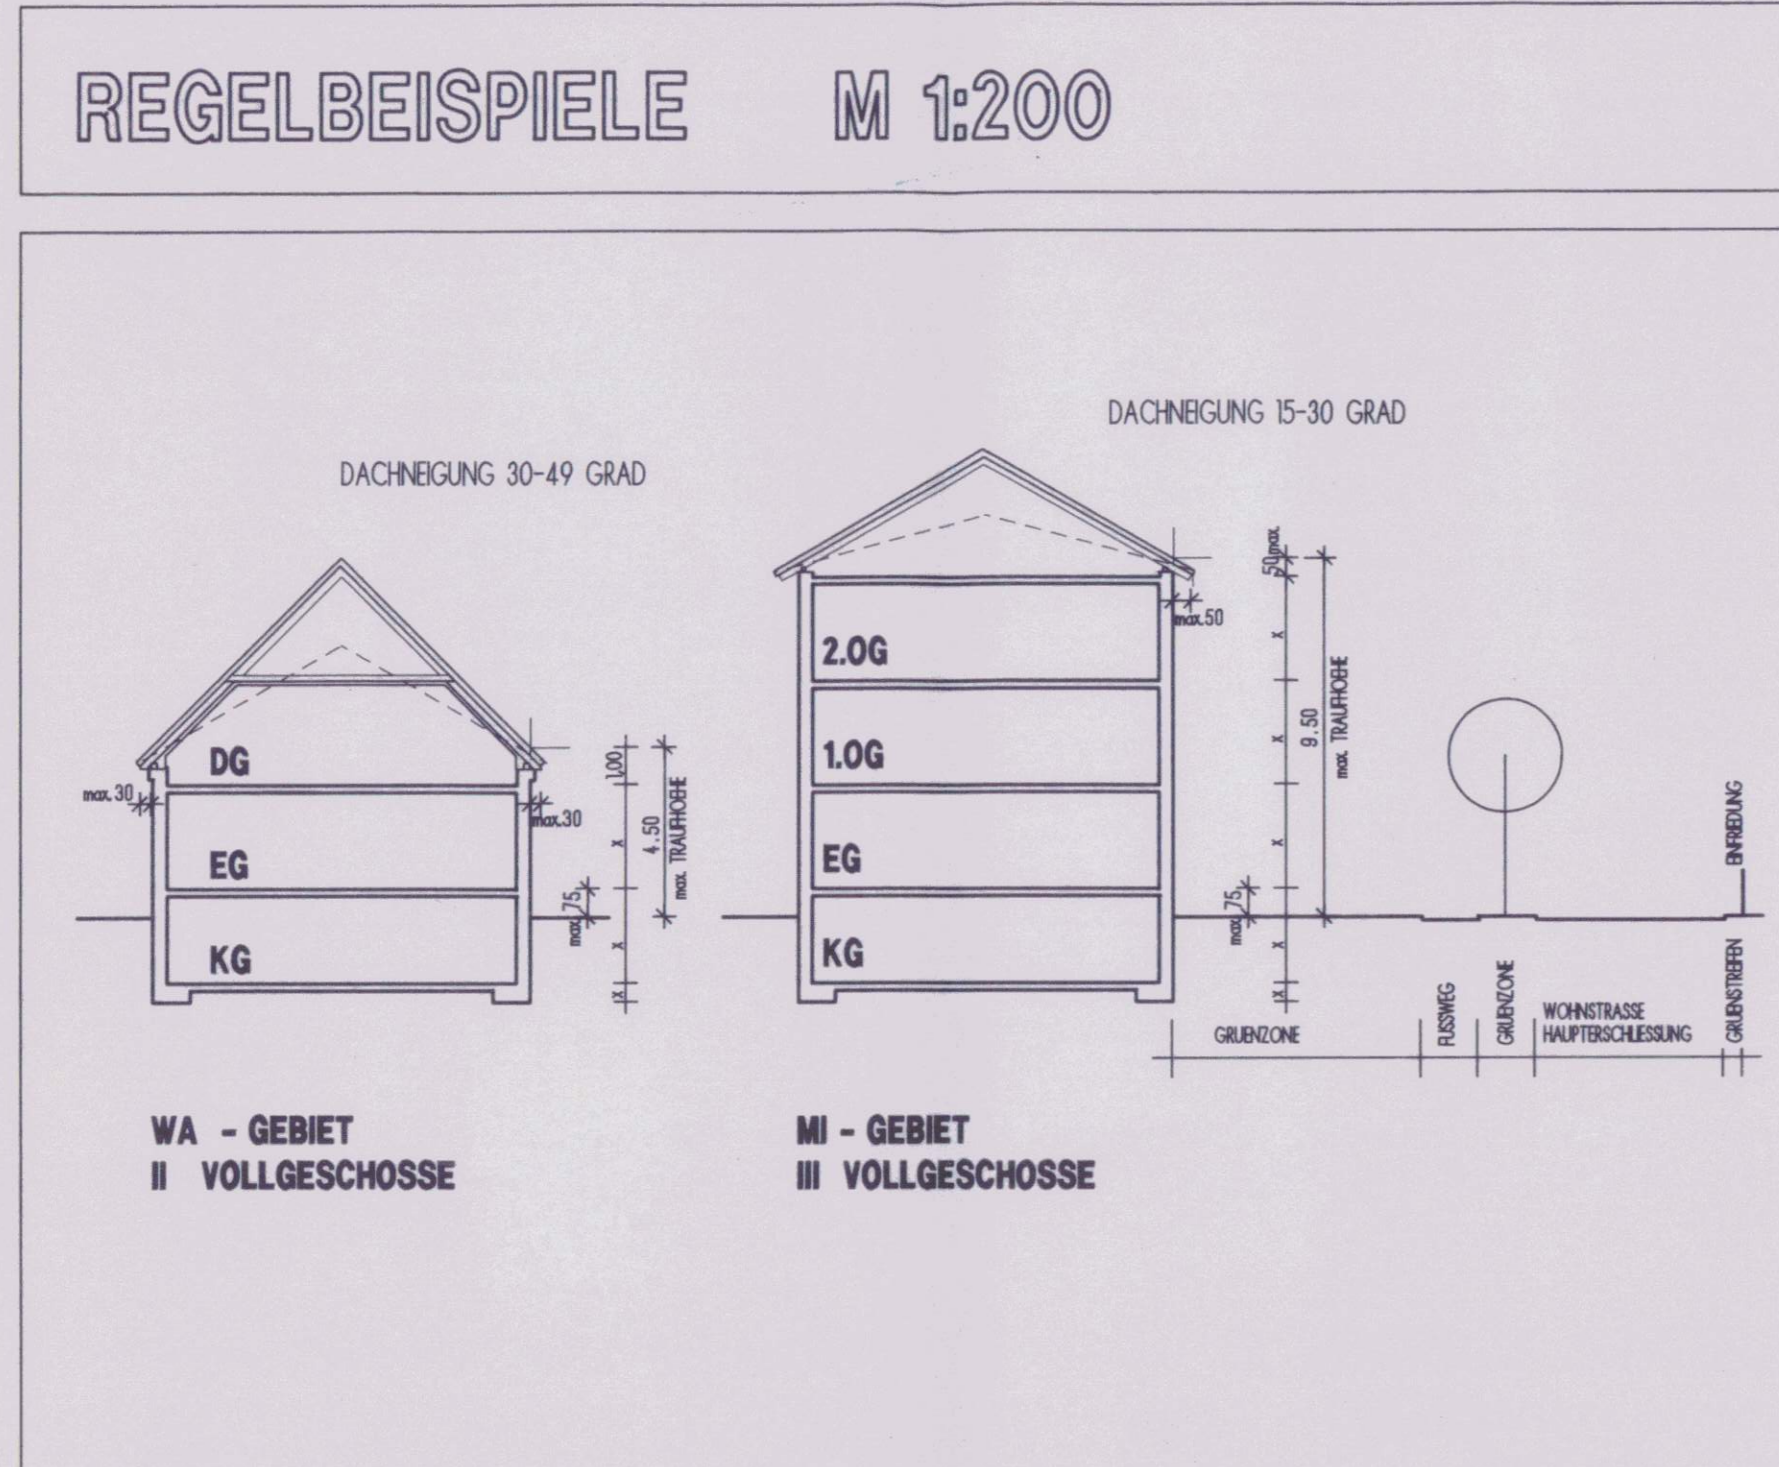 REGELBEISPIELE M 1:200
DACHNEIGUNG 30-49 GRAD
DG
EG
KG
max. 30
max.30
1.00
x
x
x
max. 75
4.50
max. TRAUFHOEHE
WA - GEBIET
II VOLLGESCHOSSE
DACHNEIGUNG 15-30 GRAD
2.OG
1.OG
EG
KG
max.50
50 max.
x
x
x
x
x
max. 75
9.50
max. TRAUFHOEHE
EINFRIEDUNG
GRUENZONE
FUSSWEG
GRUENZONE
WOHNSTRASSE
HAUPTERSCHLIESSUNG
GRUENSTREIFEN
MI - GEBIET
III VOLLGESCHOSSE